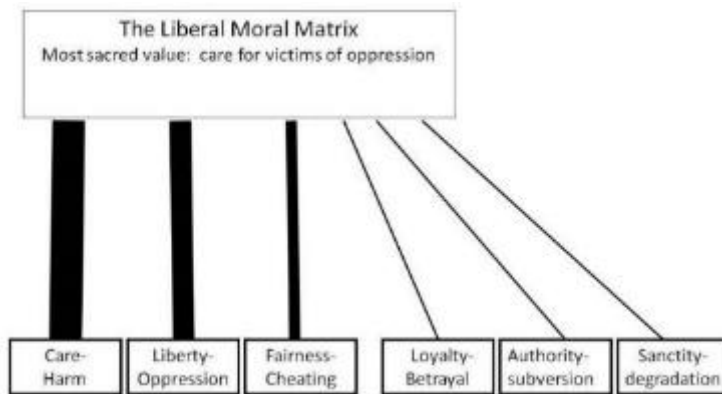 The Liberal Moral Matrix
Most sacred value: care for victims of oppression
Care-
Harm
Liberty-
Oppression
Fairness-
Cheating
Loyalty-
Betrayal
Authority-
subversion
Sanctity-
degradation